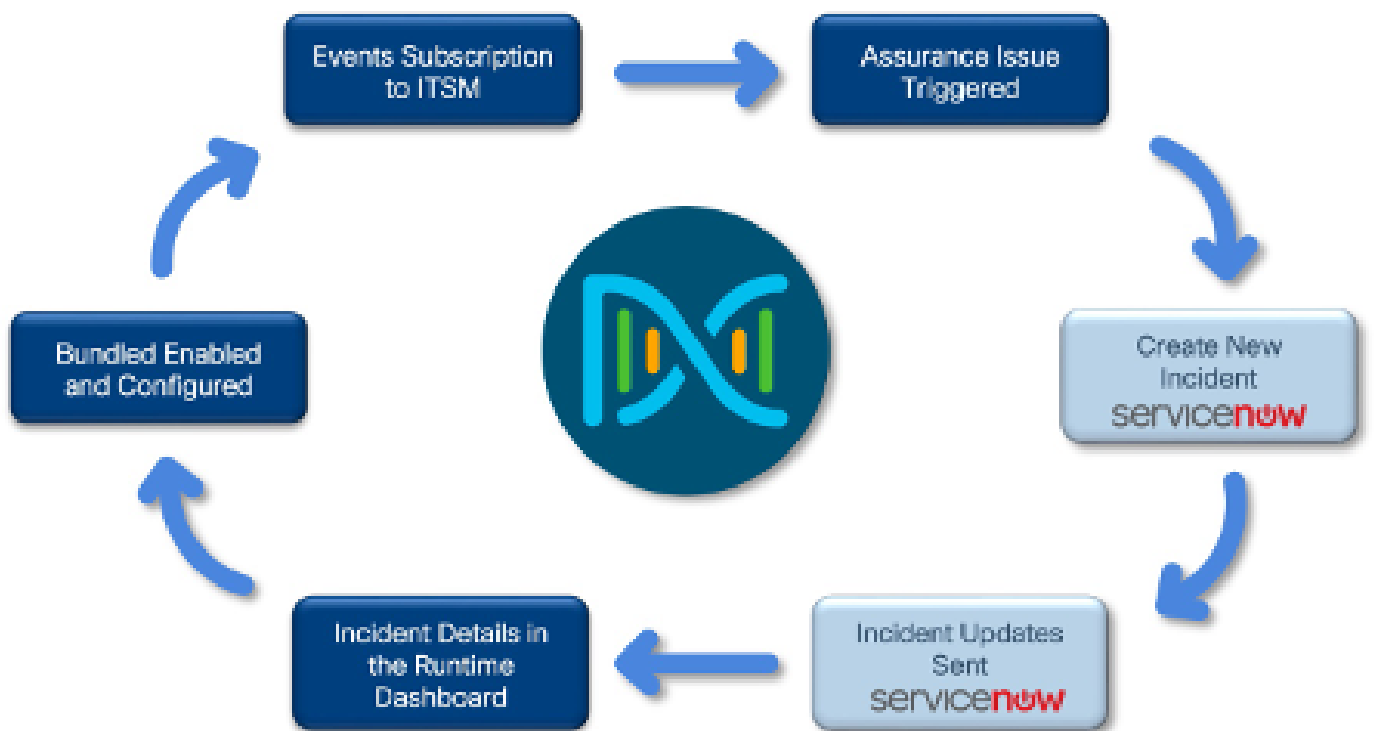 Events Subscription
to ITSM
Assurance Issue
Triggered
Bundled Enabled
and Configured
Create New
Incident
servicenow
Incident Details in
the Runtime
Dashboard
Incident Updates
Sent
servicenow